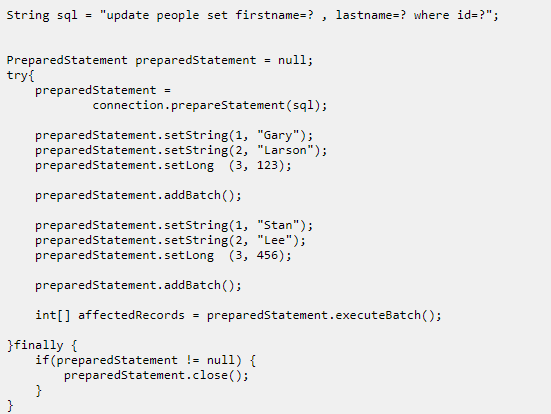 String sql = "update people set firstname=? , lastname=? where id=?";
PreparedStatement preparedStatement = null;
try{
preparedStatement =
connection.prepareStatement(sql);
preparedStatement.setString(1, "Gary");
preparedStatement.setString(2, "Larson");
preparedStatement.setLong  (3, 123);
preparedStatement.addBatch();
preparedStatement.setString(1, "Stan");
preparedStatement.setString(2, "Lee");
preparedStatement.setLong  (3, 456);
preparedStatement.addBatch();
int[] affectedRecords = preparedStatement.executeBatch();
}finally {
if(preparedStatement != null) {
preparedStatement.close();
}
}